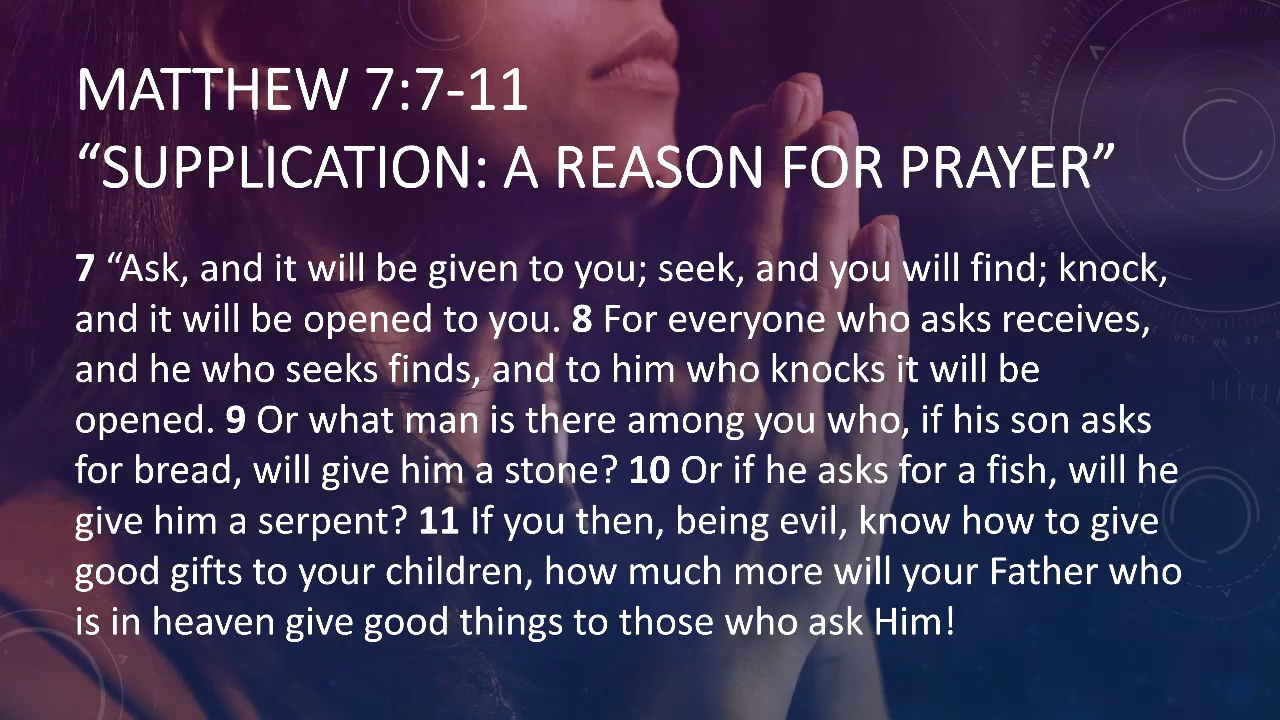 MATTHEW 7:7-11
“SUPPLICATION: A REASON FOR PRAYER”
7 “Ask, and it will be given to you; seek, and you will find; knock,
and it will be opened to you. 8 For everyone who asks receives,
and he who seeks finds, and to him who knocks it will be
opened. 9 Or what man is there among you who, if his son asks
for bread, will give him a stone? 10 Or if he asks for a fish, will he
give him a serpent? 11 If you then, being evil, know how to give
good gifts to your children, how much more will your Father who
is in heaven give good things to those who ask Him!